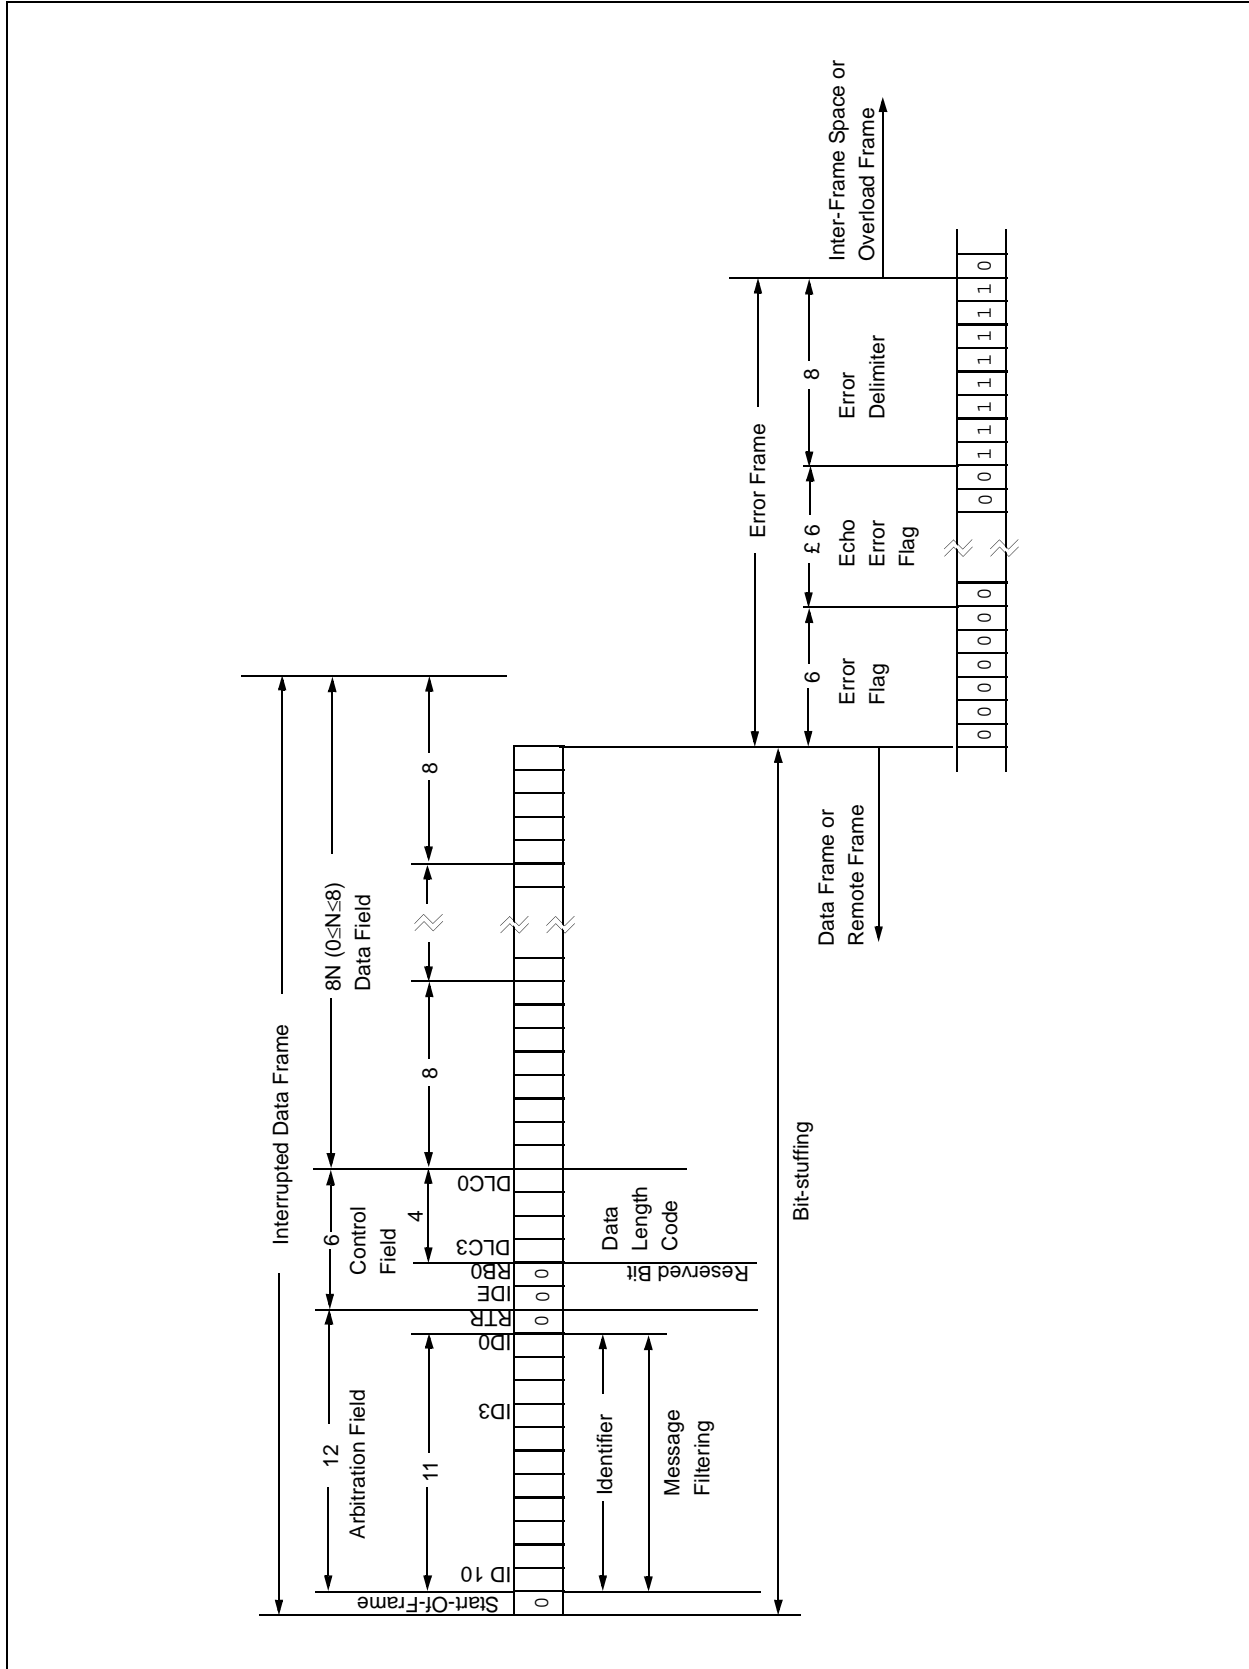 Interrupted Data Frame
12
Arbitration Field
6
Control
Field
8N (0≤N≤8)
Data Field
11
4
8
8
Start-Of-Frame
ID 10
ID3
ID0
RTR
IDE
RB0
DLC3
DLC0
0
0
0
0
Identifier
Message
Filtering
Reserved Bit
Data
Length
Code
Bit-stuffing
Data Frame or
Remote Frame
Error Frame
6
Error
Flag
£ 6
Echo
Error
Flag
8
Error
Delimiter
Inter-Frame Space or
Overload Frame
0 0 0 0 0 0 0 0 0 1 1 1 1 1 1 1 1 0